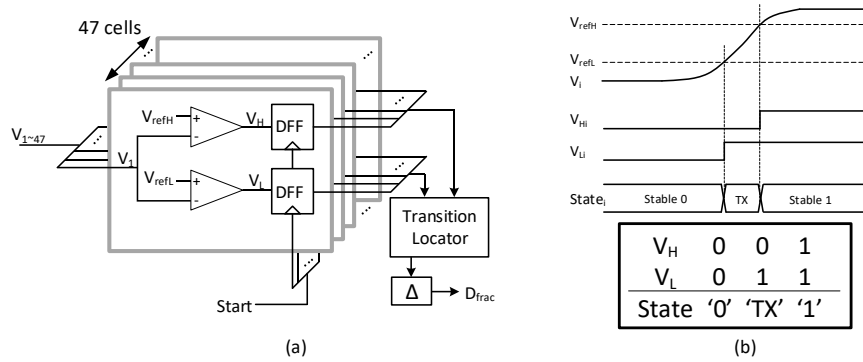 47 cells
V1~47
V1
VrefH
+
-
VH
DFF
VrefL
+
-
VL
DFF
Start
Transition
Locator
Δ
Dfrac
(a)
VrefH
VrefL
Vi
VHi
VLi
Statei
Stable 0
TX
Stable 1
VH 0 0 1
VL 0 1 1
State '0' 'TX' '1'
(b)